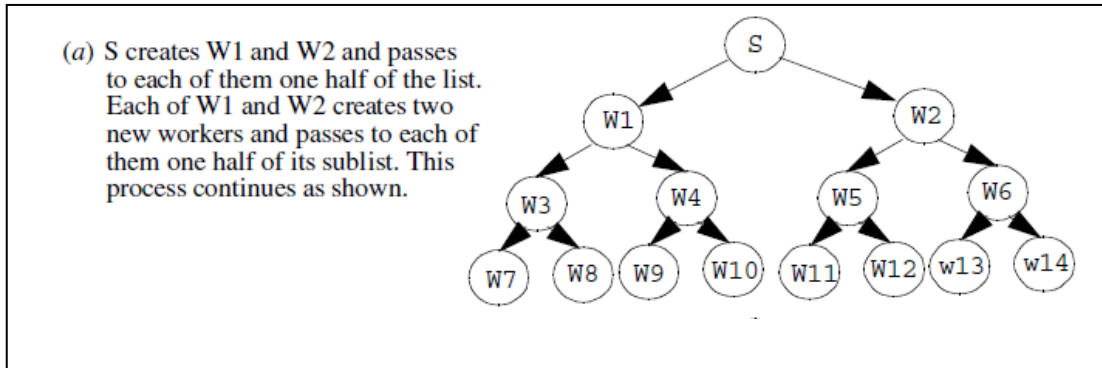 (a) S creates W1 and W2 and passes
to each of them one half of the list.
Each of W1 and W2 creates two
new workers and passes to each of
them one half of its sublist. This
process continues as shown.
S
W1
W2
W3
W4
W5
W6
W7
W8
W9
W10
W11
W12
w13
w14